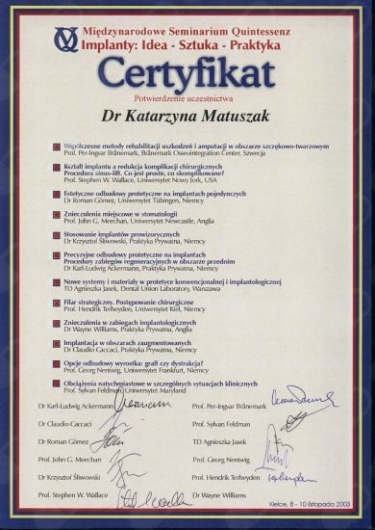 Międzynarodowe Seminarium Quintessenz
Implanty: Idea - Sztuka - Praktyka
Certyfikat
Potwierdzenie uczestnictwa
Dr Katarzyna Matuszak
Współczesne metody rehabilitacji uszkodzeń i amputacji w obszarze szczękowo-twarzowym
Prof. Per-Ingvar Brånemark, Brånemark Osseointegration Center, Szwecja
Kształt implantu a redukcja komplikacji chirurgicznych
Procedura sinus-lift. Co jest proste, co skomplikowane?
Prof. Stephen W. Wallace, Uniwersytet Nowy Jork, USA
Estetyczne odbudowy protetyczne na implantach pojedynczych
Dr Roman Gömez, Uniwersytet Tübingen, Niemcy
Znieczulenia miejscowe w stomatologii
Prof. John G. Meechan, Uniwersytet Newcastle, Anglia
Stosowanie implantów prowizorycznych
Dr Krzysztof Śliwowski, Praktyka Prywatna, Niemcy
Precyzyjne odbudowy protetyczne na implantach
Procedury zabiegów regeneracyjnych w obszarze przednim
Dr Karl-Ludwig Ackermann, Praktyka Prywatna, Niemcy
Nowe systemy i materiały w protetyce konwencjonalnej i implantologicznej
TD Agnieszka Jasek, Dental Union Laboratory, Warszawa
Filar strategiczny. Postępowanie chirurgiczne
Prof. Hendrik Terheyden, Uniwersytet Kiel, Niemcy
Znieczulenia w zabiegach implantologicznych
Dr Wayne Williams, Praktyka Prywatna, Anglia
Implantacja w obszarach zaugmentowanych
Dr Claudio Caccaci, Praktyka Prywatna, Niemcy
Opcje odbudowy wyrostka: graft czy dystrakcja?
Prof. Georg Nentwig, Uniwersytet Frankfurt, Niemcy
Obciążenia natychmiastowe w szczególnych sytuacjach klinicznych
Prof. Sylvan Feldman, Uniwersytet Maryland
Dr Karl-Ludwig Ackermann
Prof. Per-Ingvar Brånemark
Dr Claudio Caccaci
Prof. Sylvan Feldman
Dr Roman Gömez
TD Agnieszka Jasek
Prof. John G. Meechan
Prof. Georg Nentwig
Dr Krzysztof Śliwowski
Prof. Hendrik Terheyden
Prof. Stephen W. Wallace
Dr Wayne Williams
Kielce, 8 - 10 listopada 2003